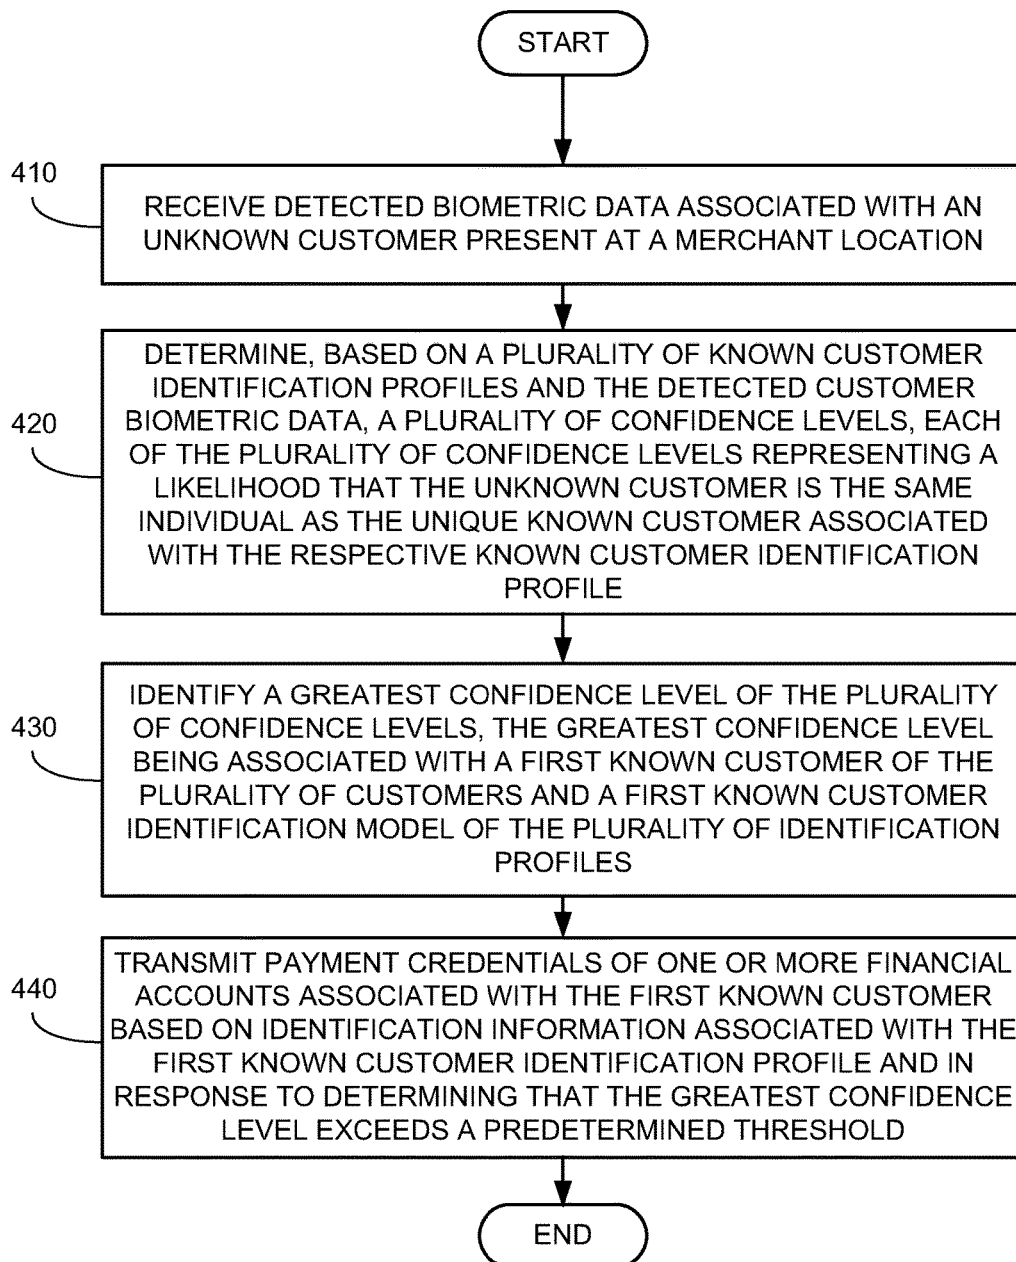 START
410
RECEIVE DETECTED BIOMETRIC DATA ASSOCIATED WITH AN
UNKNOWN CUSTOMER PRESENT AT A MERCHANT LOCATION
420
DETERMINE, BASED ON A PLURALITY OF KNOWN CUSTOMER
IDENTIFICATION PROFILES AND THE DETECTED CUSTOMER
BIOMETRIC DATA, A PLURALITY OF CONFIDENCE LEVELS, EACH
OF THE PLURALITY OF CONFIDENCE LEVELS REPRESENTING A
LIKELIHOOD THAT THE UNKNOWN CUSTOMER IS THE SAME
INDIVIDUAL AS THE UNIQUE KNOWN CUSTOMER ASSOCIATED
WITH THE RESPECTIVE KNOWN CUSTOMER IDENTIFICATION
PROFILE
430
IDENTIFY A GREATEST CONFIDENCE LEVEL OF THE PLURALITY
OF CONFIDENCE LEVELS, THE GREATEST CONFIDENCE LEVEL
BEING ASSOCIATED WITH A FIRST KNOWN CUSTOMER OF THE
PLURALITY OF CUSTOMERS AND A FIRST KNOWN CUSTOMER
IDENTIFICATION MODEL OF THE PLURALITY OF IDENTIFICATION
PROFILES
440
TRANSMIT PAYMENT CREDENTIALS OF ONE OR MORE FINANCIAL
ACCOUNTS ASSOCIATED WITH THE FIRST KNOWN CUSTOMER
BASED ON IDENTIFICATION INFORMATION ASSOCIATED WITH THE
FIRST KNOWN CUSTOMER IDENTIFICATION PROFILE AND IN
RESPONSE TO DETERMINING THAT THE GREATEST CONFIDENCE
LEVEL EXCEEDS A PREDETERMINED THRESHOLD
END